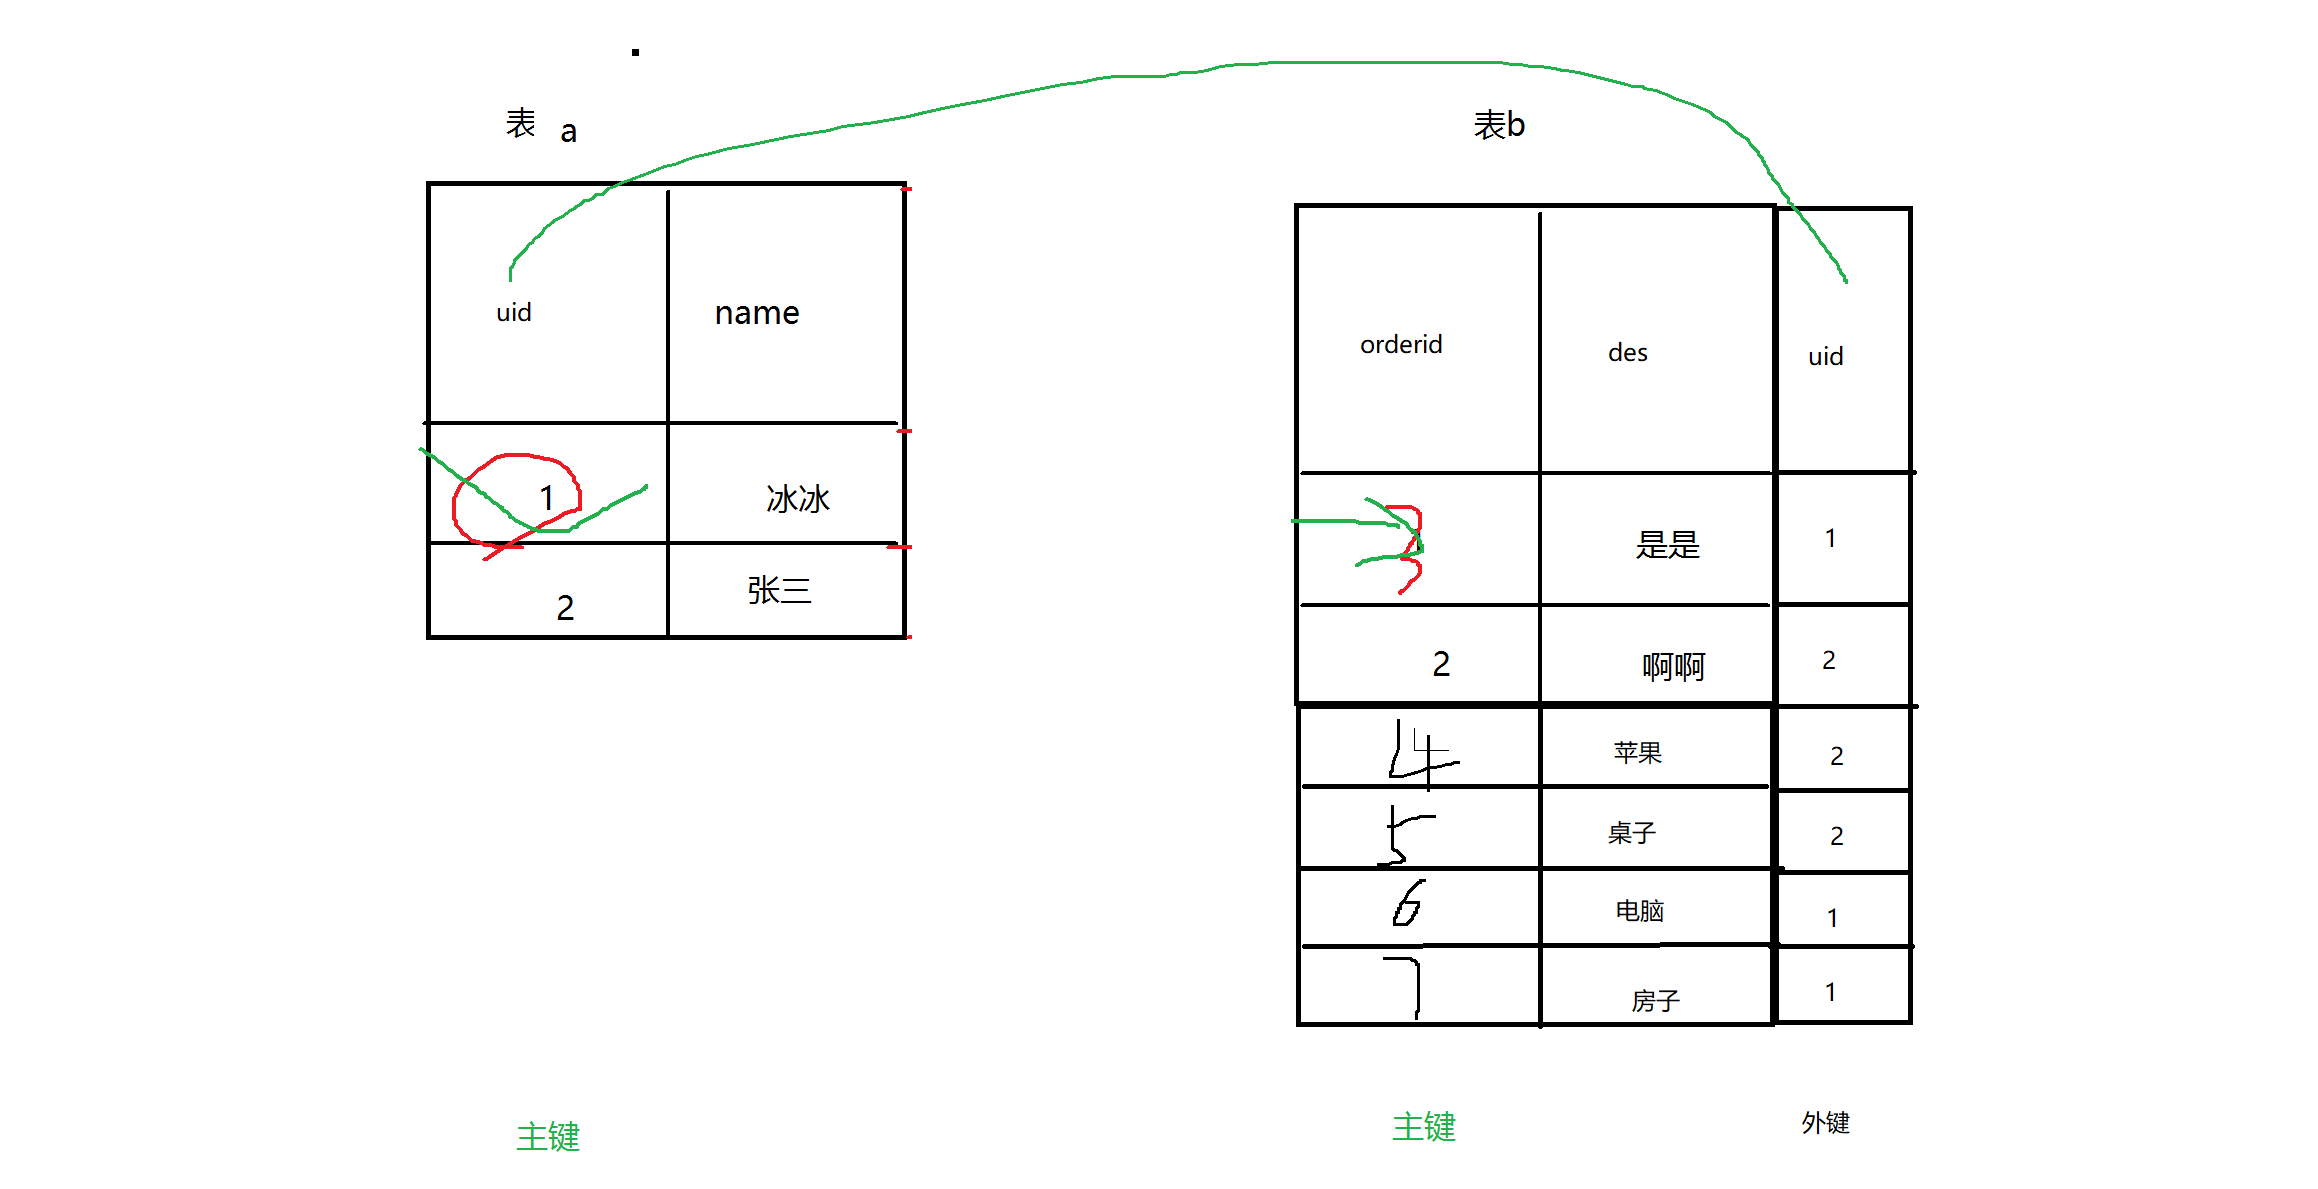 表 a
uid name
1 冰冰
2 张三
主键
表b
orderid des uid
3 是是 1
2 啊啊 2
4 苹果 2
5 桌子 2
6 电脑 1
7 房子 1
主键 外键